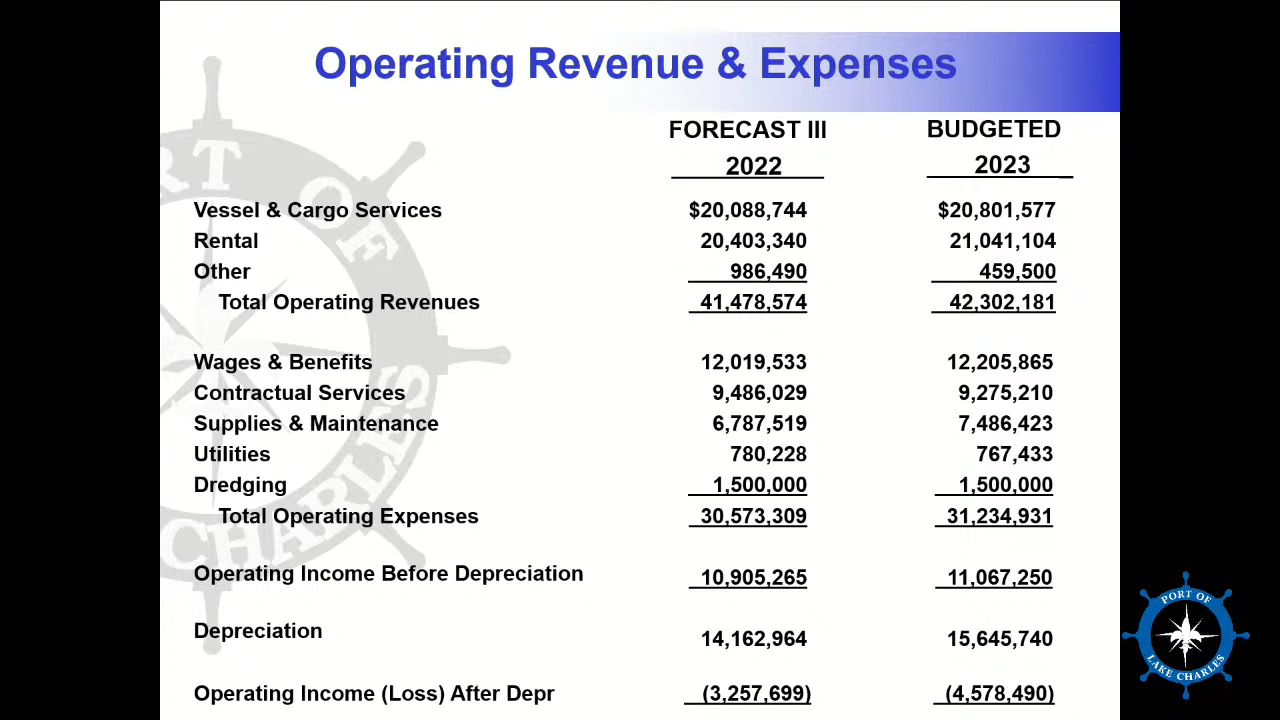 Operating Revenue & Expenses
FORECAST III BUDGETED
2022 2023
Vessel & Cargo Services $20,088,744 $20,801,577
Rental 20,403,340 21,041,104
Other 986,490 459,500
Total Operating Revenues 41,478,574 42,302,181
Wages & Benefits 12,019,533 12,205,865
Contractual Services 9,486,029 9,275,210
Supplies & Maintenance 6,787,519 7,486,423
Utilities 780,228 767,433
Dredging 1,500,000 1,500,000
Total Operating Expenses 30,573,309 31,234,931
Operating Income Before Depreciation 10,905,265 11,067,250
Depreciation 14,162,964 15,645,740
Operating Income (Loss) After Depr (3,257,699) (4,578,490)
RT OF
CHARLES
PORT OF
LAKE CHARLES